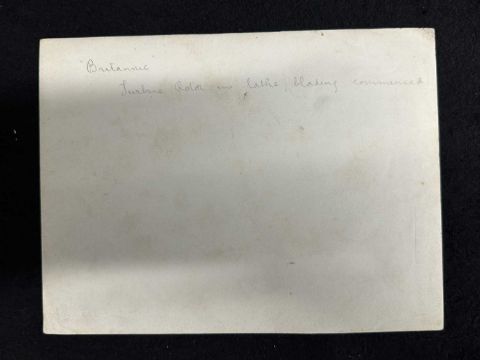 "Britannic"
Turbine Rotor in lathe, blading commenced